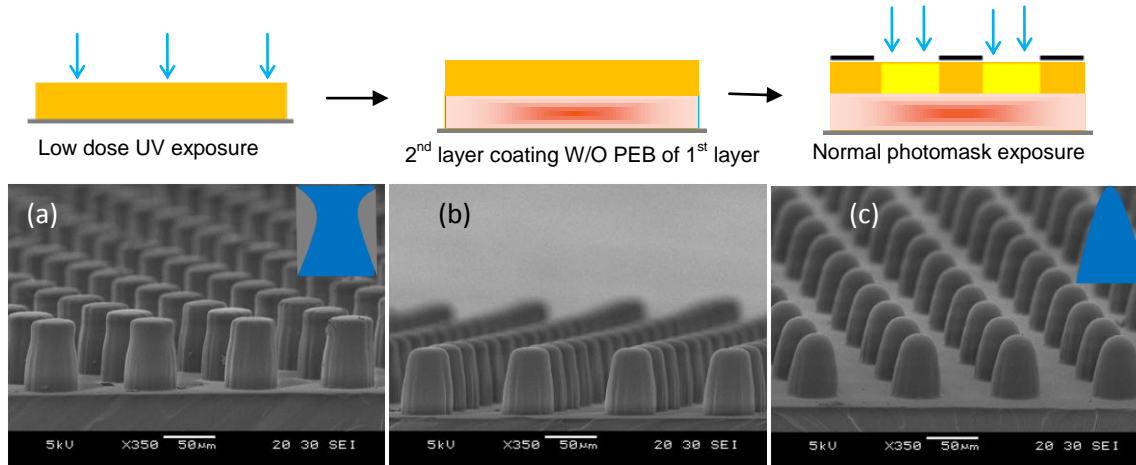 Low dose UV exposure
2nd layer coating W/O PEB of 1st layer
Normal photomask exposure
(a)
(b)
(c)
5kV X350 50μm 20 30 SEI
5kV X350 50μm 20 30 SEI
5kV X350 50μm 20 30 SEI